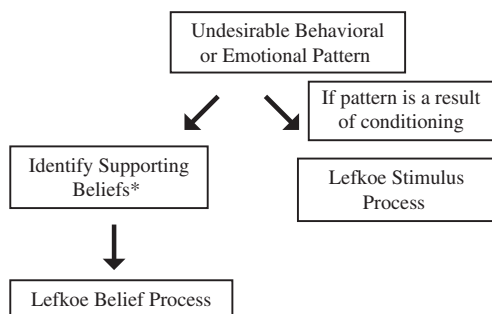 Undesirable Behavioral
or Emotional Pattern
If pattern is a result
of conditioning
Identify Supporting
Beliefs*
Lefkoe Stimulus
Process
Lefkoe Belief Process